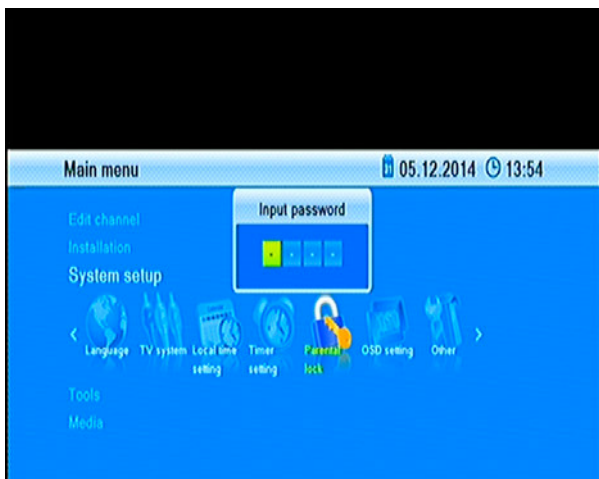 Main menu
05.12.2014 13:54
Input password
Edit channel
Installation
System setup
Language TV system Local time setting Timer setting Parental lock OSD setting Other
Tools
Media